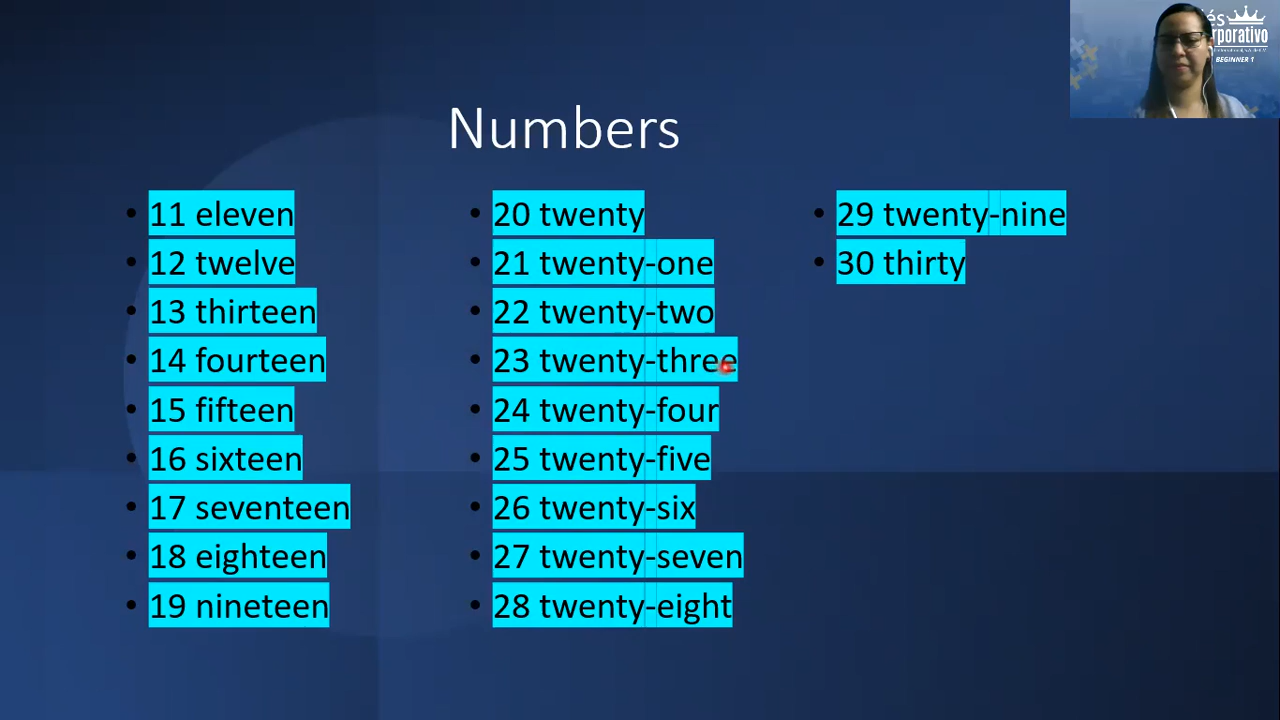 Numbers
11 eleven
12 twelve
13 thirteen
14 fourteen
15 fifteen
16 sixteen
17 seventeen
18 eighteen
19 nineteen
20 twenty
21 twenty-one
22 twenty-two
23 twenty-three
24 twenty-four
25 twenty-five
26 twenty-six
27 twenty-seven
28 twenty-eight
29 twenty-nine
30 thirty
és
rporativo
BEGINNER 1